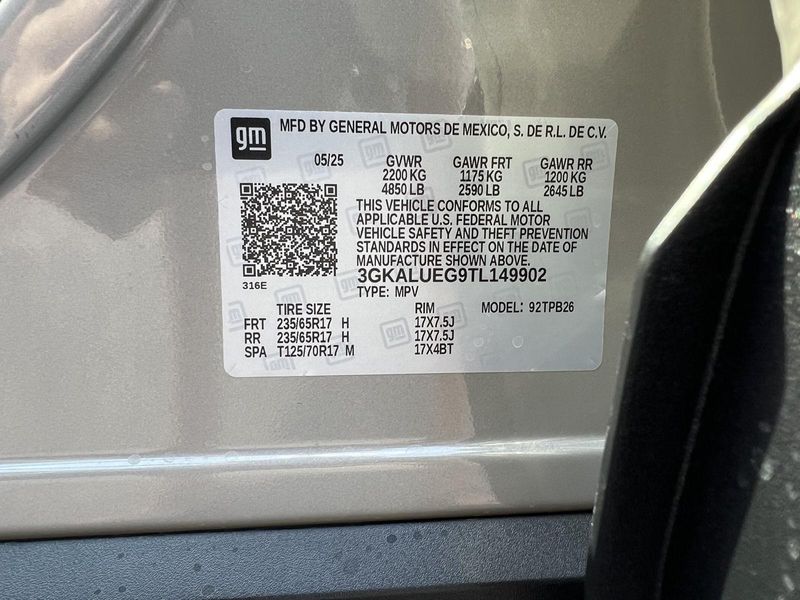 gm MFD BY GENERAL MOTORS DE MEXICO, S. DE R.L. DE C.V.
05/25 GVWR GAWR FRT GAWR RR
2200 KG 1175 KG 1200 KG
4850 LB 2590 LB 2645 LB
THIS VEHICLE CONFORMS TO ALL
APPLICABLE U.S. FEDERAL MOTOR
VEHICLE SAFETY AND THEFT PREVENTION
STANDARDS IN EFFECT ON THE DATE OF
MANUFACTURE SHOWN ABOVE.
3GKALUEG9TL149902
316E
TYPE: MPV
TIRE SIZE RIM MODEL: 92TPB26
FRT 235/65R17 H 17X7.5J
RR 235/65R17 H 17X7.5J
SPA T125/70R17 M 17X4BT